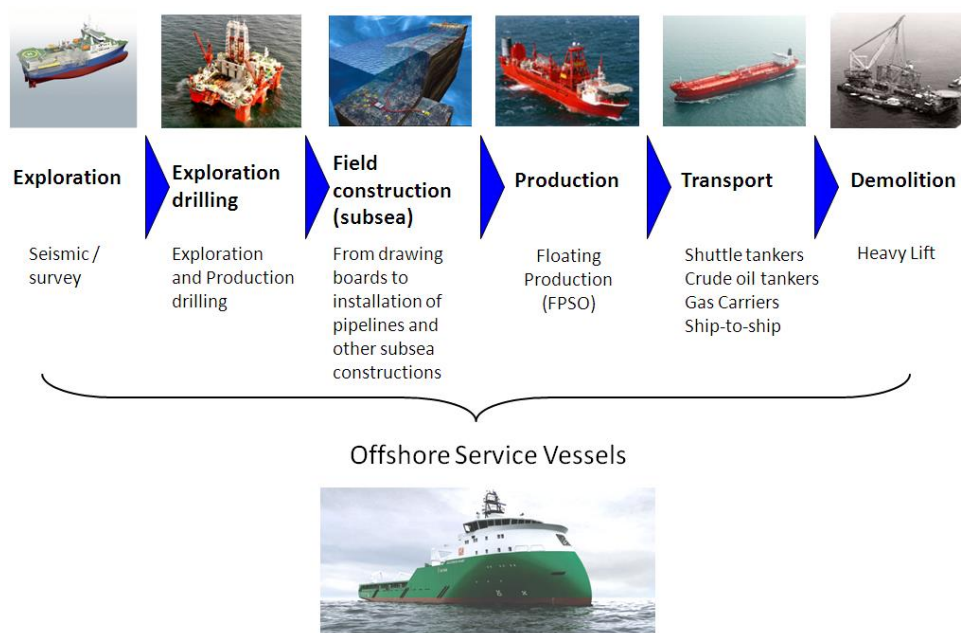 Exploration
Seismic /
survey
Exploration
drilling
Exploration
and Production
drilling
Field
construction
(subsea)
From drawing
boards to
installation of
pipelines and
other subsea
constructions
Production
Floating
Production
(FPSO)
Transport
Shuttle tankers
Crude oil tankers
Gas Carriers
Ship-to-ship
Demolition
Heavy Lift
Offshore Service Vessels